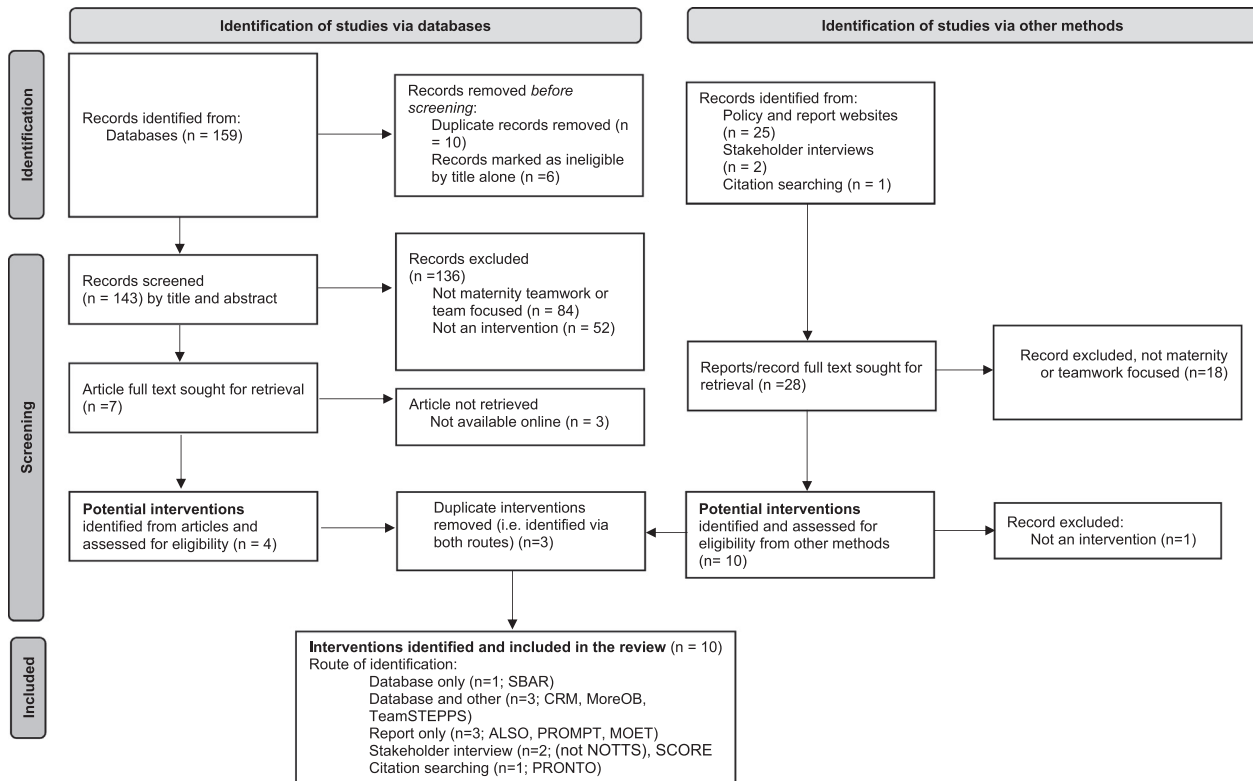 Identification of studies via databases
Identification of studies via other methods
Identification
Records identified from:
Databases (n = 159)
Records removed before
screening:
Duplicate records removed (n
= 10)
Records marked as ineligible
by title alone (n =6)
Records identified from:
Policy and report websites
(n = 25)
Stakeholder interviews
(n = 2)
Citation searching (n = 1)
Screening
Records screened
(n = 143) by title and abstract
Records excluded
(n =136)
Not maternity teamwork or
team focused (n = 84)
Not an intervention (n = 52)
Article full text sought for retrieval
(n =7)
Article not retrieved
Not available online (n = 3)
Reports/record full text sought for
retrieval (n =28)
Record excluded, not maternity
or teamwork focused (n=18)
Potential interventions
identified from articles and
assessed for eligibility (n = 4)
Duplicate interventions
removed (i.e. identified via
both routes) (n=3)
Potential interventions
identified and assessed for
eligibility from other methods
(n= 10)
Record excluded:
Not an intervention (n=1)
Included
Interventions identified and included in the review (n = 10)
Route of identification:
Database only (n=1; SBAR)
Database and other (n=3; CRM, MoreOB,
TeamSTEPPS)
Report only (n=3; ALSO, PROMPT, MOET)
Stakeholder interview (n=2; (not NOTTS), SCORE
Citation searching (n=1; PRONTO)